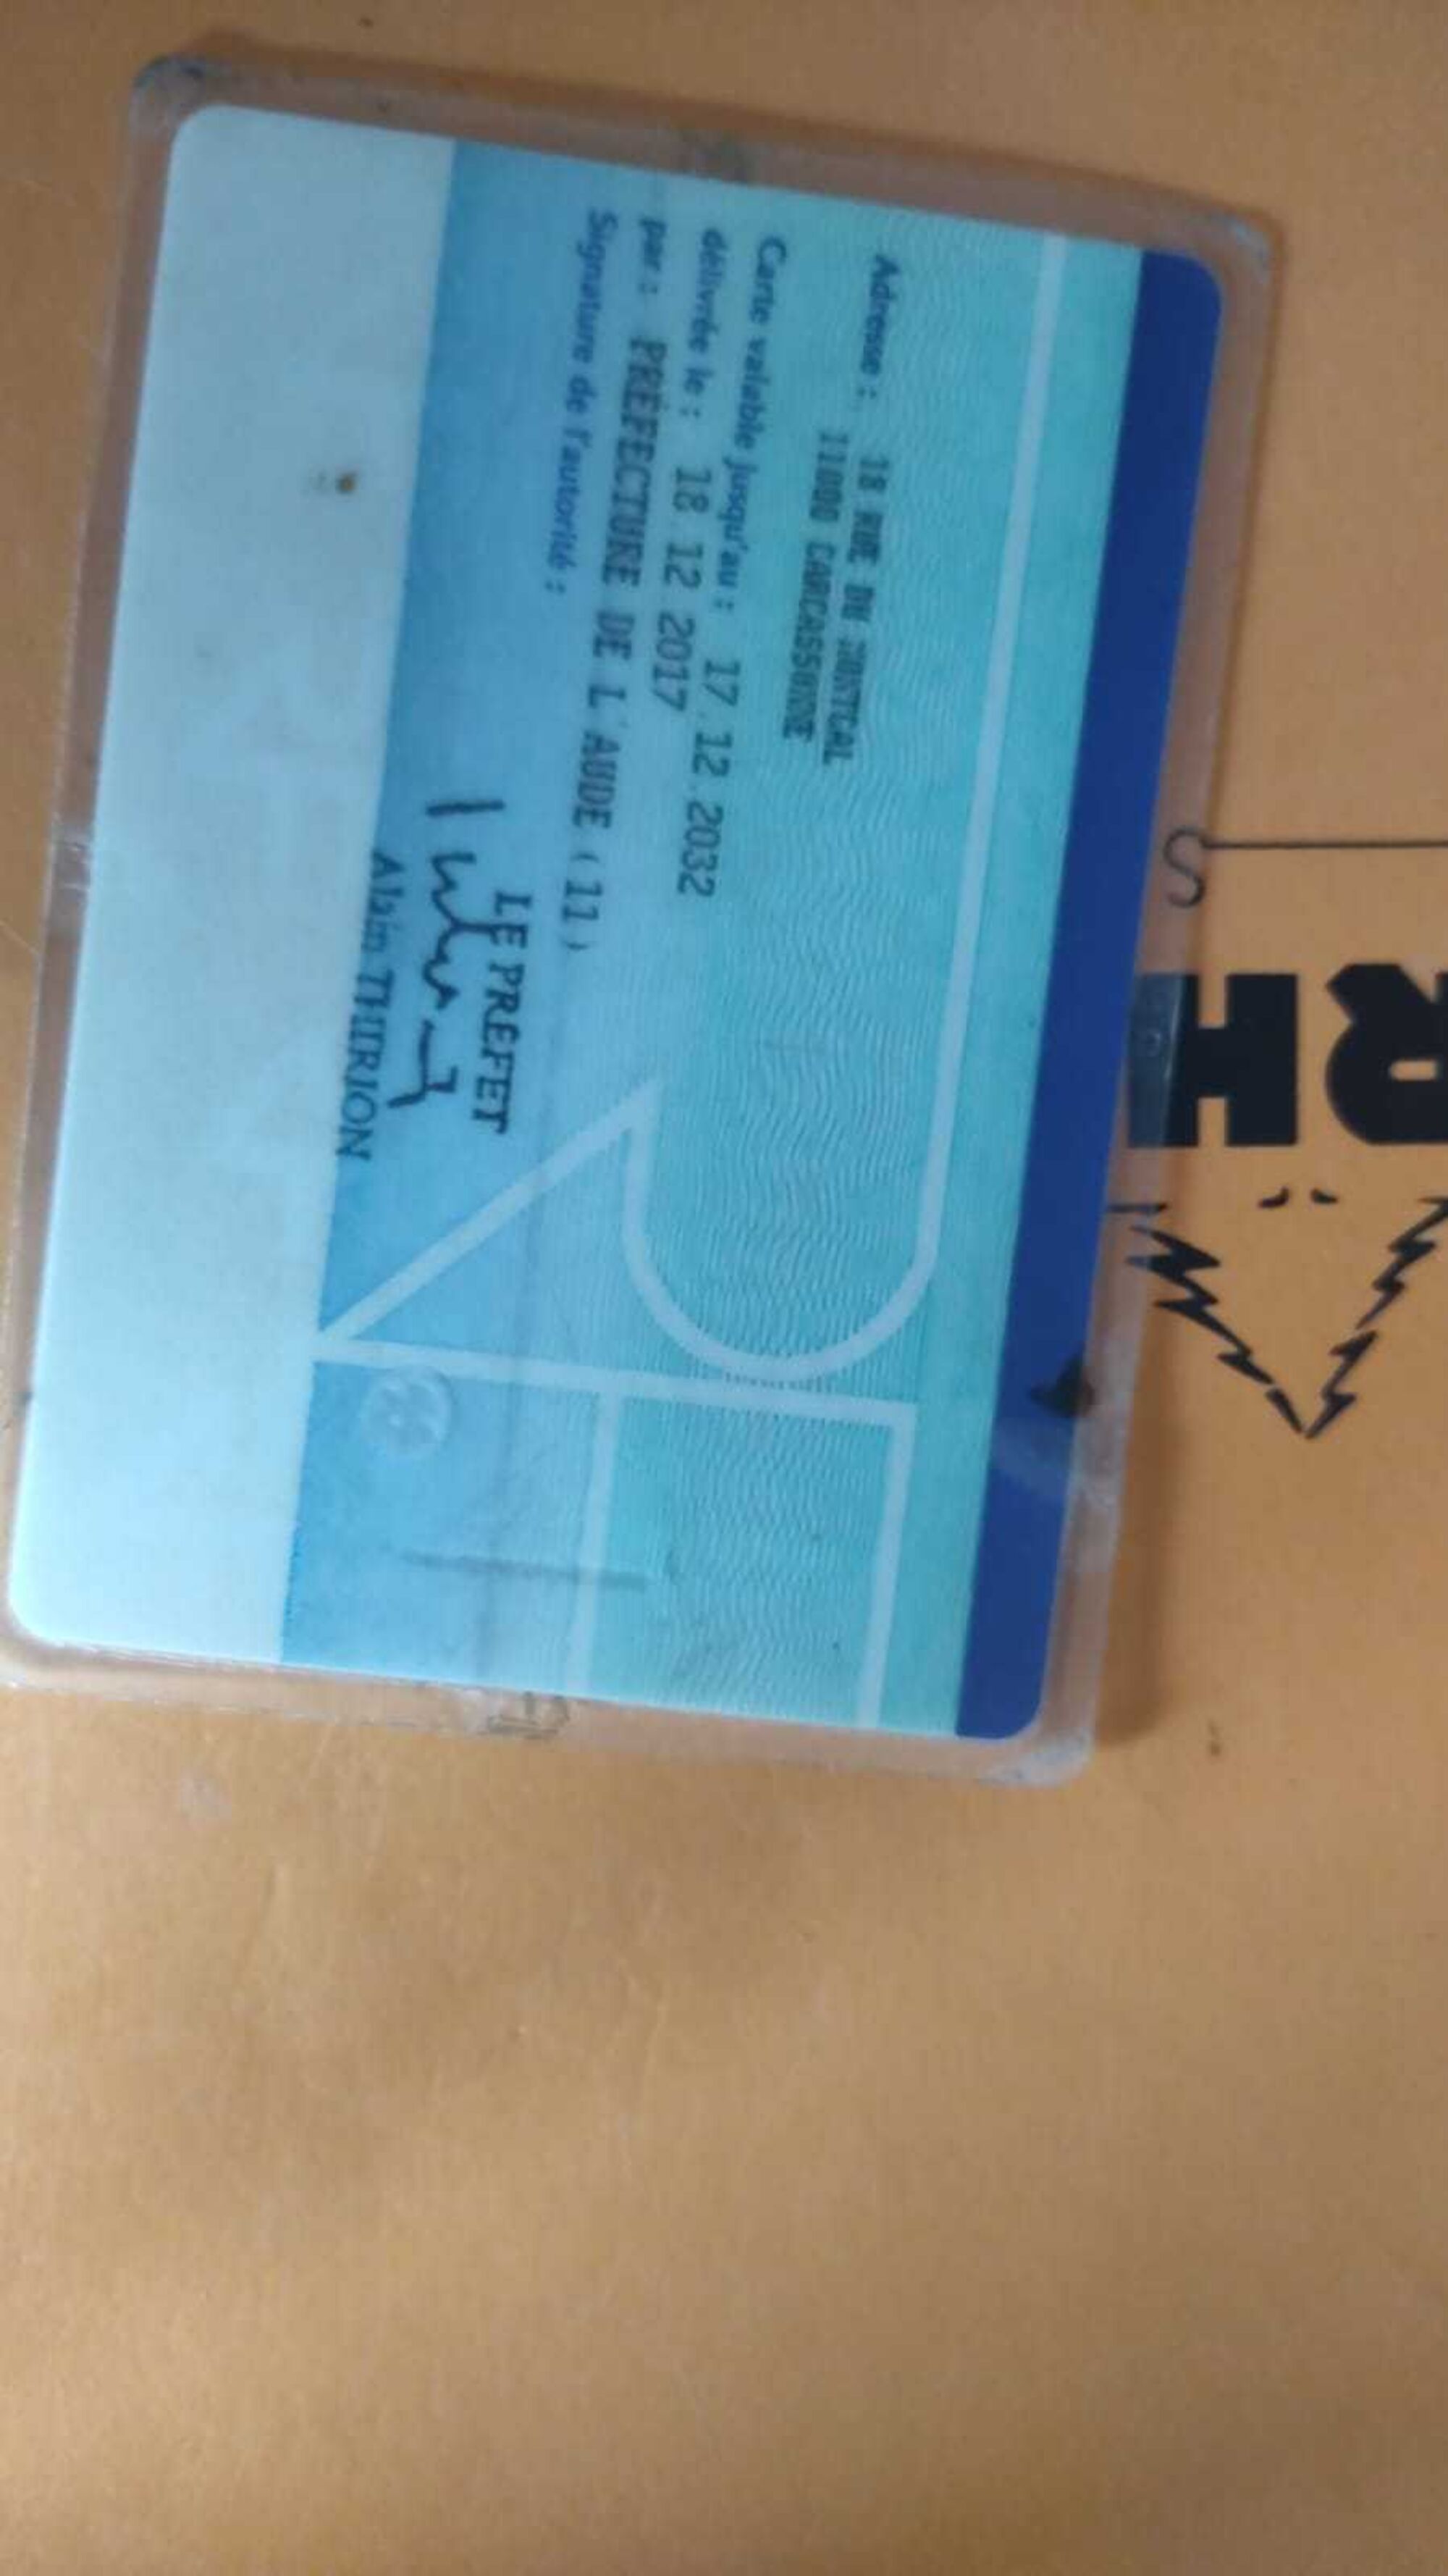 Adresse : 18 RUE DU
11000 CARCASSONNE
Carte valable jusqu'au : 17.12.2032
délivrée le : 18.12.2017
par : PRÉFECTURE DE L'AUDE (11)
Signature de l'autorité :
LE PREFET
Alain THIRION
S
RH